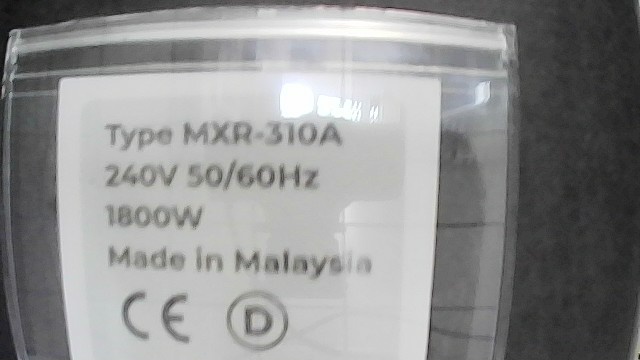 Type MXR-310A
240V 50/60Hz
1800W
Made in Malaysia
CE D